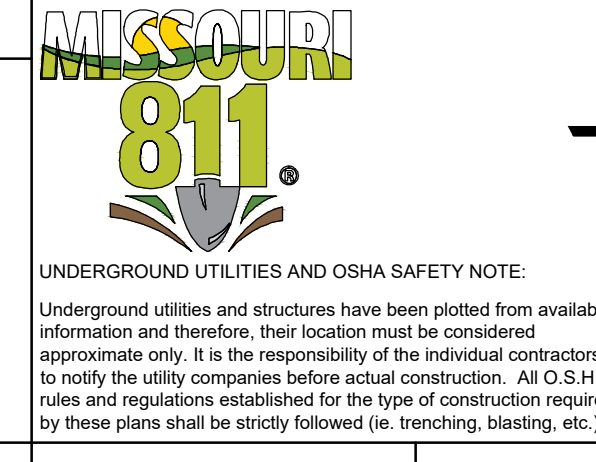 MISSOURI
811
®
UNDERGROUND UTILITIES AND OSHA SAFETY NOTE:
Underground utilities and structures have been plotted from availab
information and therefore, their location must be considered
approximate only. It is the responsibility of the individual contractors
to notify the utility companies before actual construction. All O.S.H
rules and regulations established for the type of construction require
by these plans shall be strictly followed (ie. trenching, blasting, etc.)